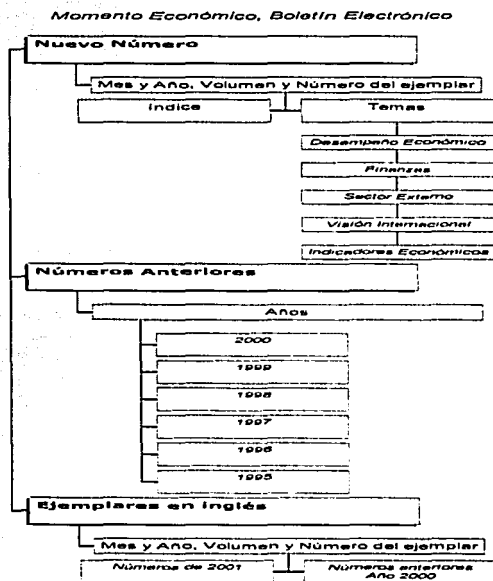 Momento Económico, Boletín Electrónico
Nuevo Número
Mes y Año, Volumen y Número del ejemplar
Indice
Temas
Desempeño Económico
Finanzas
Sector Externo
Visión Internacional
Indicadores Económicos
Números Anteriores
Años
2000
1999
1998
1997
1996
1995
Ejemplares en inglés
Mes y Año, Volumen y Número del ejemplar
Números de 2001
Números anteriores
Año 2000